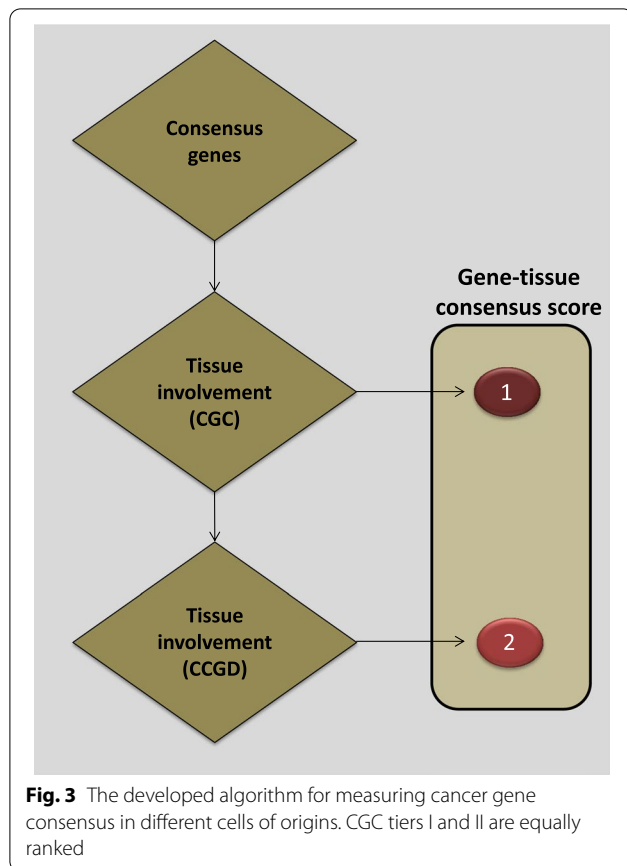 Consensus
genes
Gene-tissue
consensus score
Tissue
involvement
(CGC)
1
Tissue
involvement
(CCGD)
2
Fig. 3 The developed algorithm for measuring cancer gene
consensus in different cells of origins. CGC tiers I and II are equally
ranked